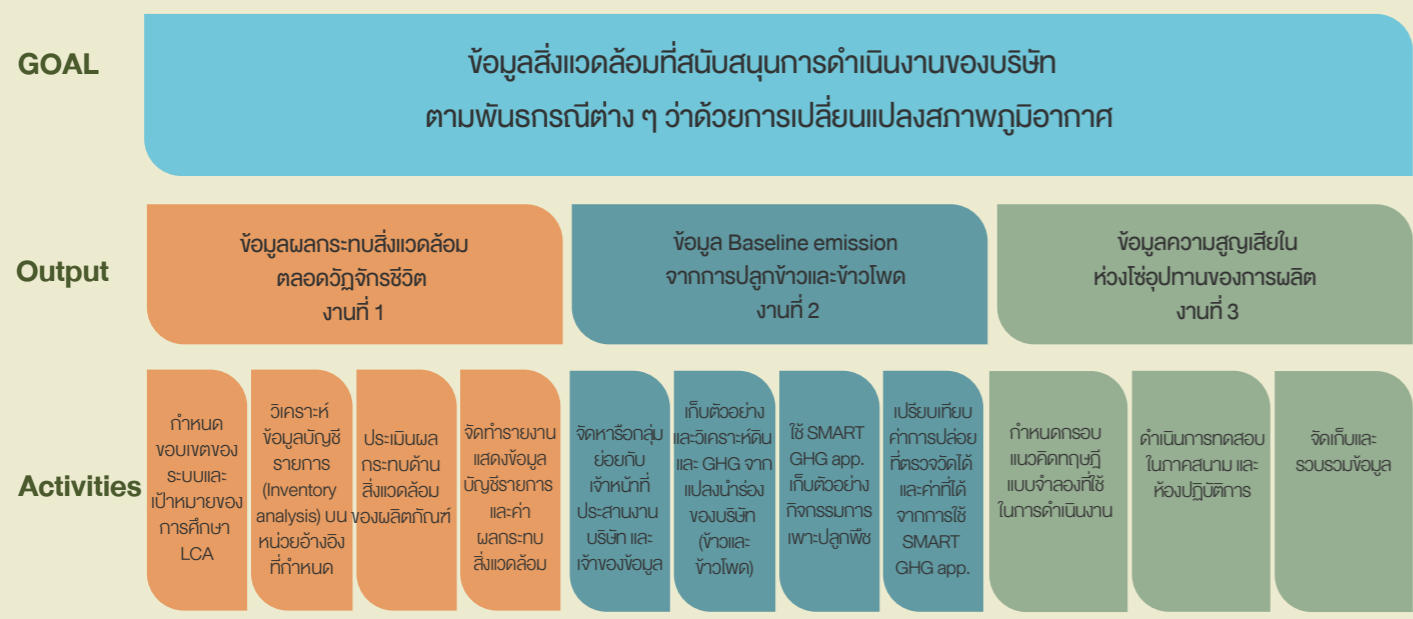 GOAL
ข้อมูลสิ่งแวดล้อมที่สนับสนุนการดำเนินงานของบริษัท
ตามพันธกรณีต่าง ๆ ว่าด้วยการเปลี่ยนแปลงสภาพภูมิอากาศ
Output
ข้อมูลผลกระทบสิ่งแวดล้อม
ตลอดวัฏจักรชีวิต
งานที่ 1
ข้อมูล Baseline emission
จากการปลูกข้าวและข้าวโพด
งานที่ 2
ข้อมูลความสูญเสียใน
ห่วงโซ่อุปทานของการผลิต
งานที่ 3
Activities
กำหนด
ขอบเขตของ
ระบบและ
เป้าหมายของ
การศึกษา
LCA
วิเคราะห์
ข้อมูลบัญชี
รายการ
(Inventory
analysis) บน
หน่วยอ้างอิง
ที่กำหนด
ประเมินผล
กระทบด้าน
สิ่งแวดล้อม
ของผลิตภัณฑ์
จัดทำรายงาน
แสดงข้อมูล
บัญชีรายการ
และค่า
ผลกระทบ
สิ่งแวดล้อม
จัดหารือกลุ่ม
ย่อยกับ
เจ้าหน้าที่
ประสานงาน
บริษัท และ
เจ้าของข้อมูล
เก็บตัวอย่าง
และวิเคราะห์ดิน
และ GHG จาก
แปลงนำร่อง
ของบริษัท
(ข้าวและ
ข้าวโพด)
ใช้ SMART
GHG app.
เก็บตัวอย่าง
กิจกรรมการ
เพาะปลูกพืช
เปรียบเทียบ
ค่าการปล่อย
ที่ตรวจวัดได้
และค่าที่ได้
จากการใช้
SMART
GHG app.
กำหนดกรอบ
แนวคิดทฤษฎี
แบบจำลองที่ใช้
ในการดำเนินงาน
ดำเนินการทดสอบ
ในภาคสนาม และ
ห้องปฏิบัติการ
จัดเก็บและ
รวบรวมข้อมูล